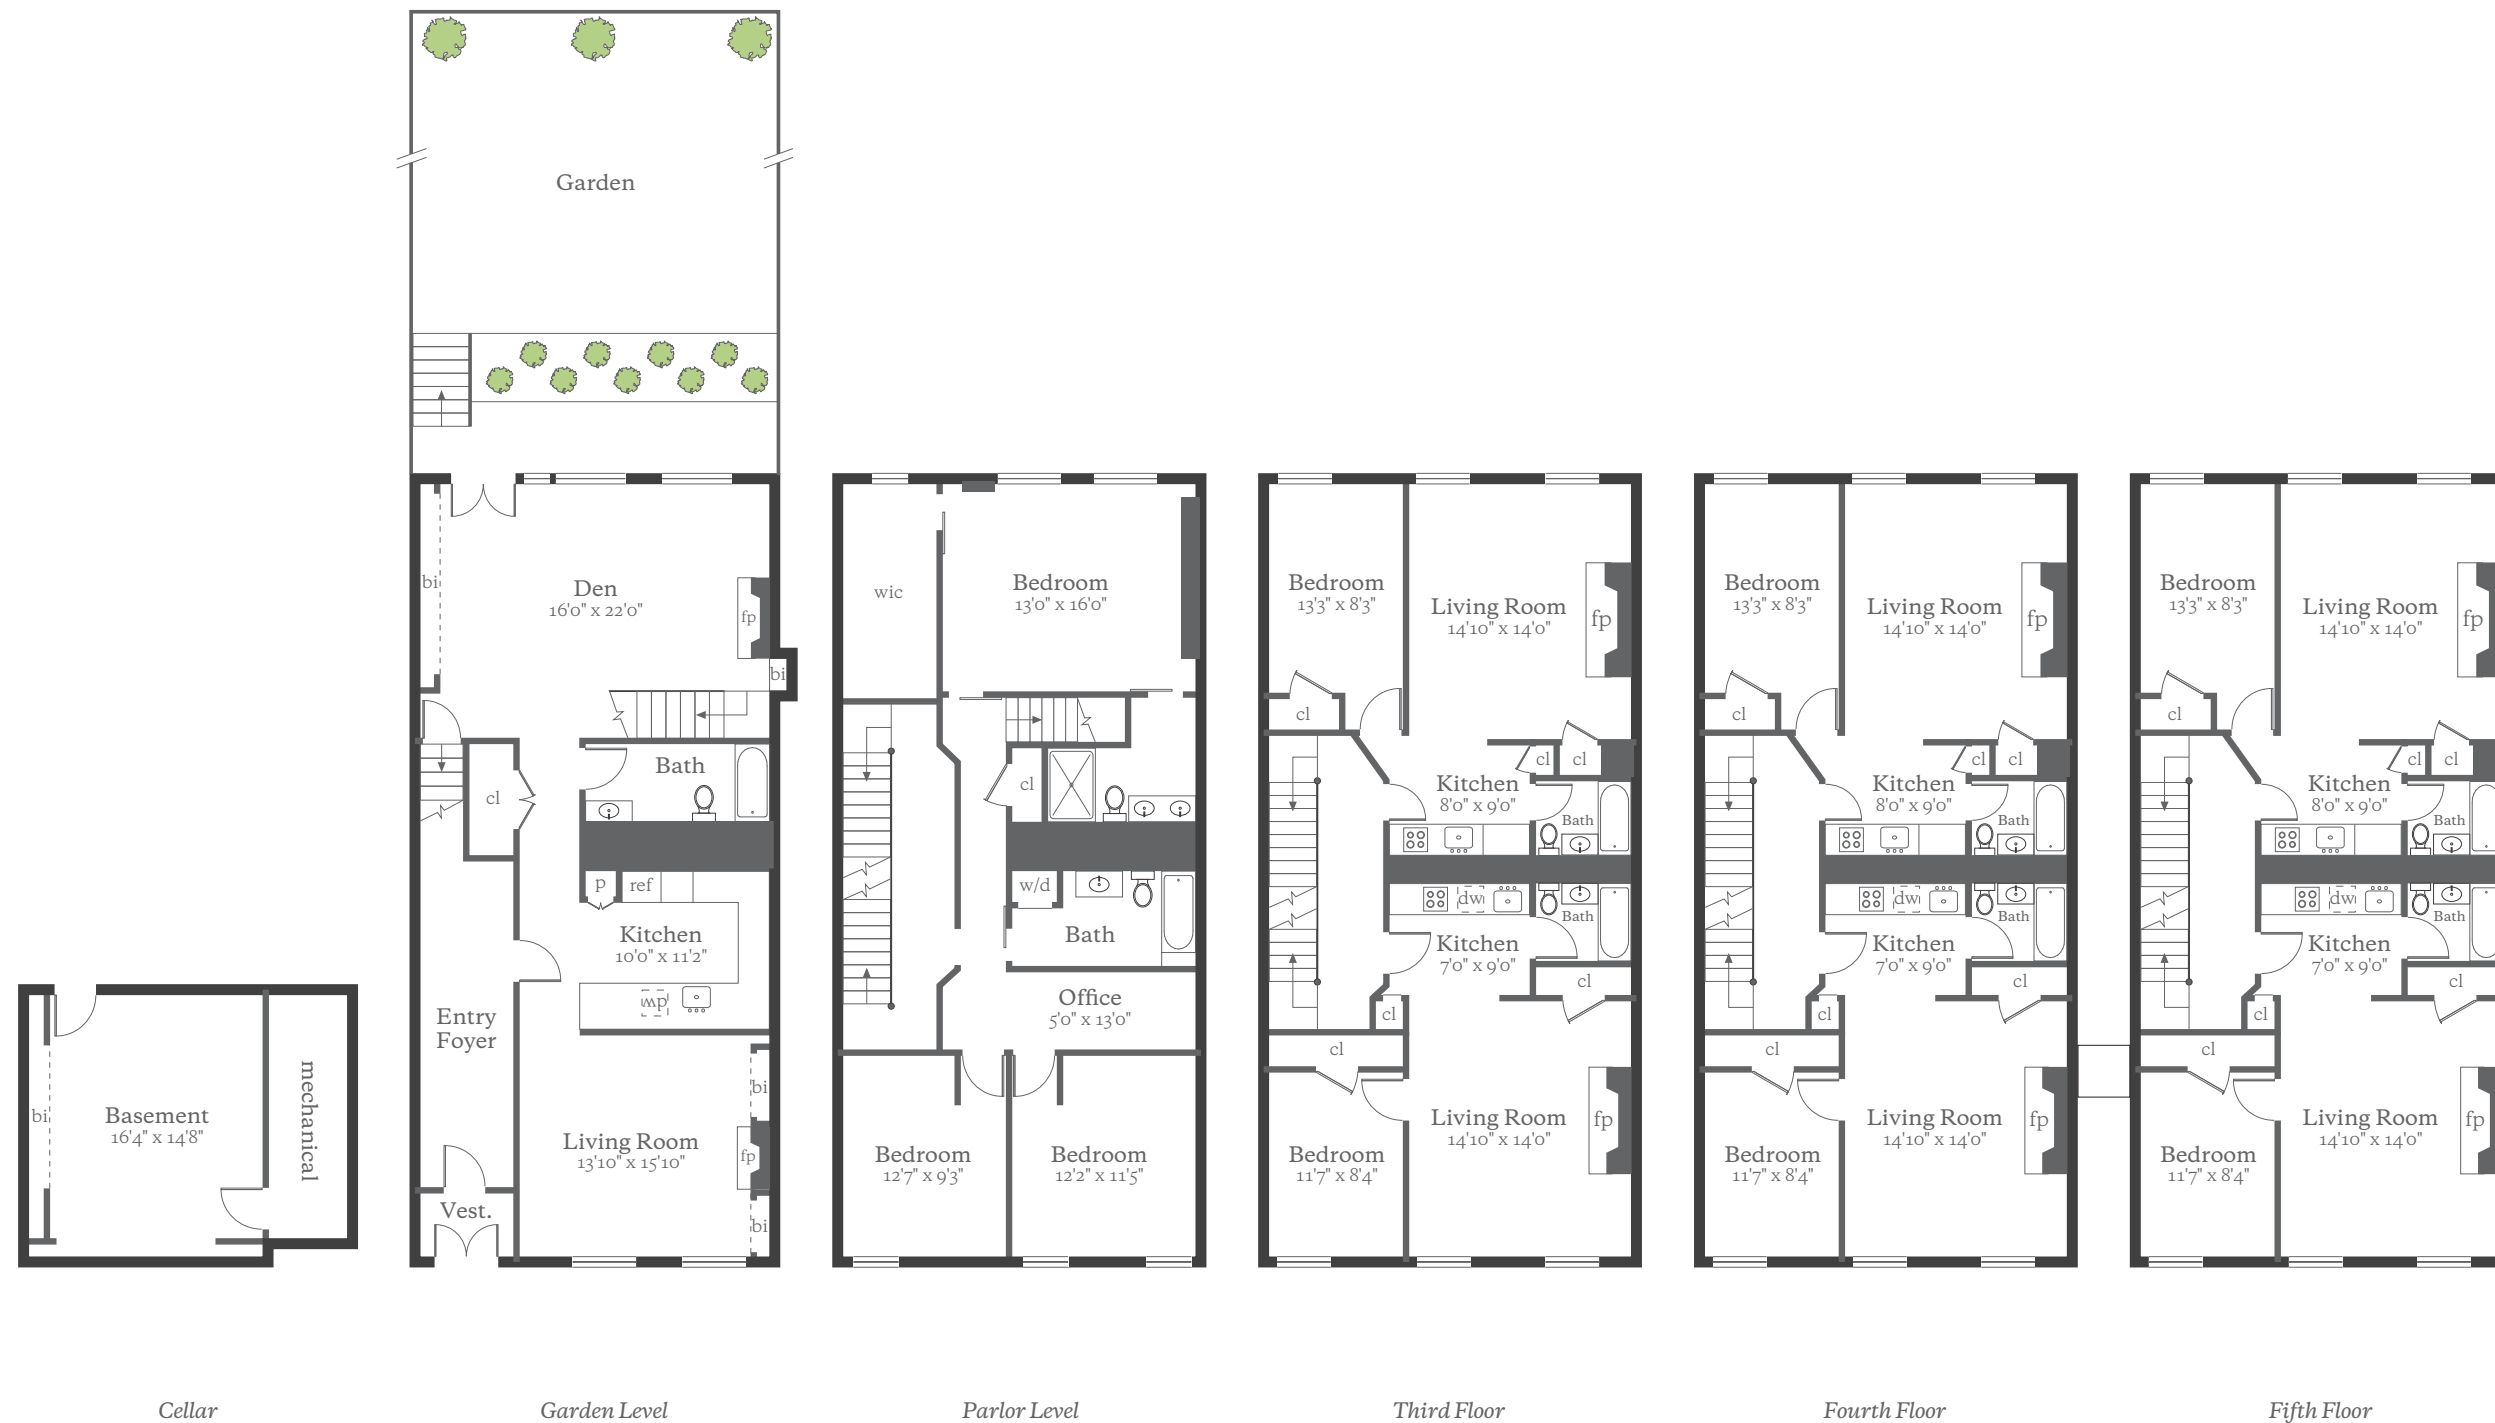 Garden
bi
Den
16'0" x 22'0"
fp
bi
Bath
cl
p
ref
Kitchen
10'0" x 11'2"
dw
Entry
Foyer
bi
Living Room
13'10" x 15'10"
fp
Vest.
bi
bi
Basement
16'4" x 14'8"
mechanical
wic
Bedroom
13'0" x 16'0"
cl
w/d
Bath
Office
5'0" x 13'0"
Bedroom
12'7" x 9'3"
Bedroom
12'2" x 11'5"
Bedroom
13'3" x 8'3"
Living Room
14'10" x 14'0"
fp
cl
cl
cl
Kitchen
8'0" x 9'0"
Bath
dw
Bath
Kitchen
7'0" x 9'0"
cl
cl
cl
Living Room
14'10" x 14'0"
fp
Bedroom
11'7" x 8'4"
Bedroom
13'3" x 8'3"
Living Room
14'10" x 14'0"
fp
cl
cl
cl
Kitchen
8'0" x 9'0"
Bath
dw
Bath
Kitchen
7'0" x 9'0"
cl
cl
cl
Living Room
14'10" x 14'0"
fp
Bedroom
11'7" x 8'4"
Bedroom
13'3" x 8'3"
Living Room
14'10" x 14'0"
fp
cl
cl
cl
Kitchen
8'0" x 9'0"
Bath
dw
Bath
Kitchen
7'0" x 9'0"
cl
cl
cl
Living Room
14'10" x 14'0"
fp
Bedroom
11'7" x 8'4"
Cellar
Garden Level
Parlor Level
Third Floor
Fourth Floor
Fifth Floor